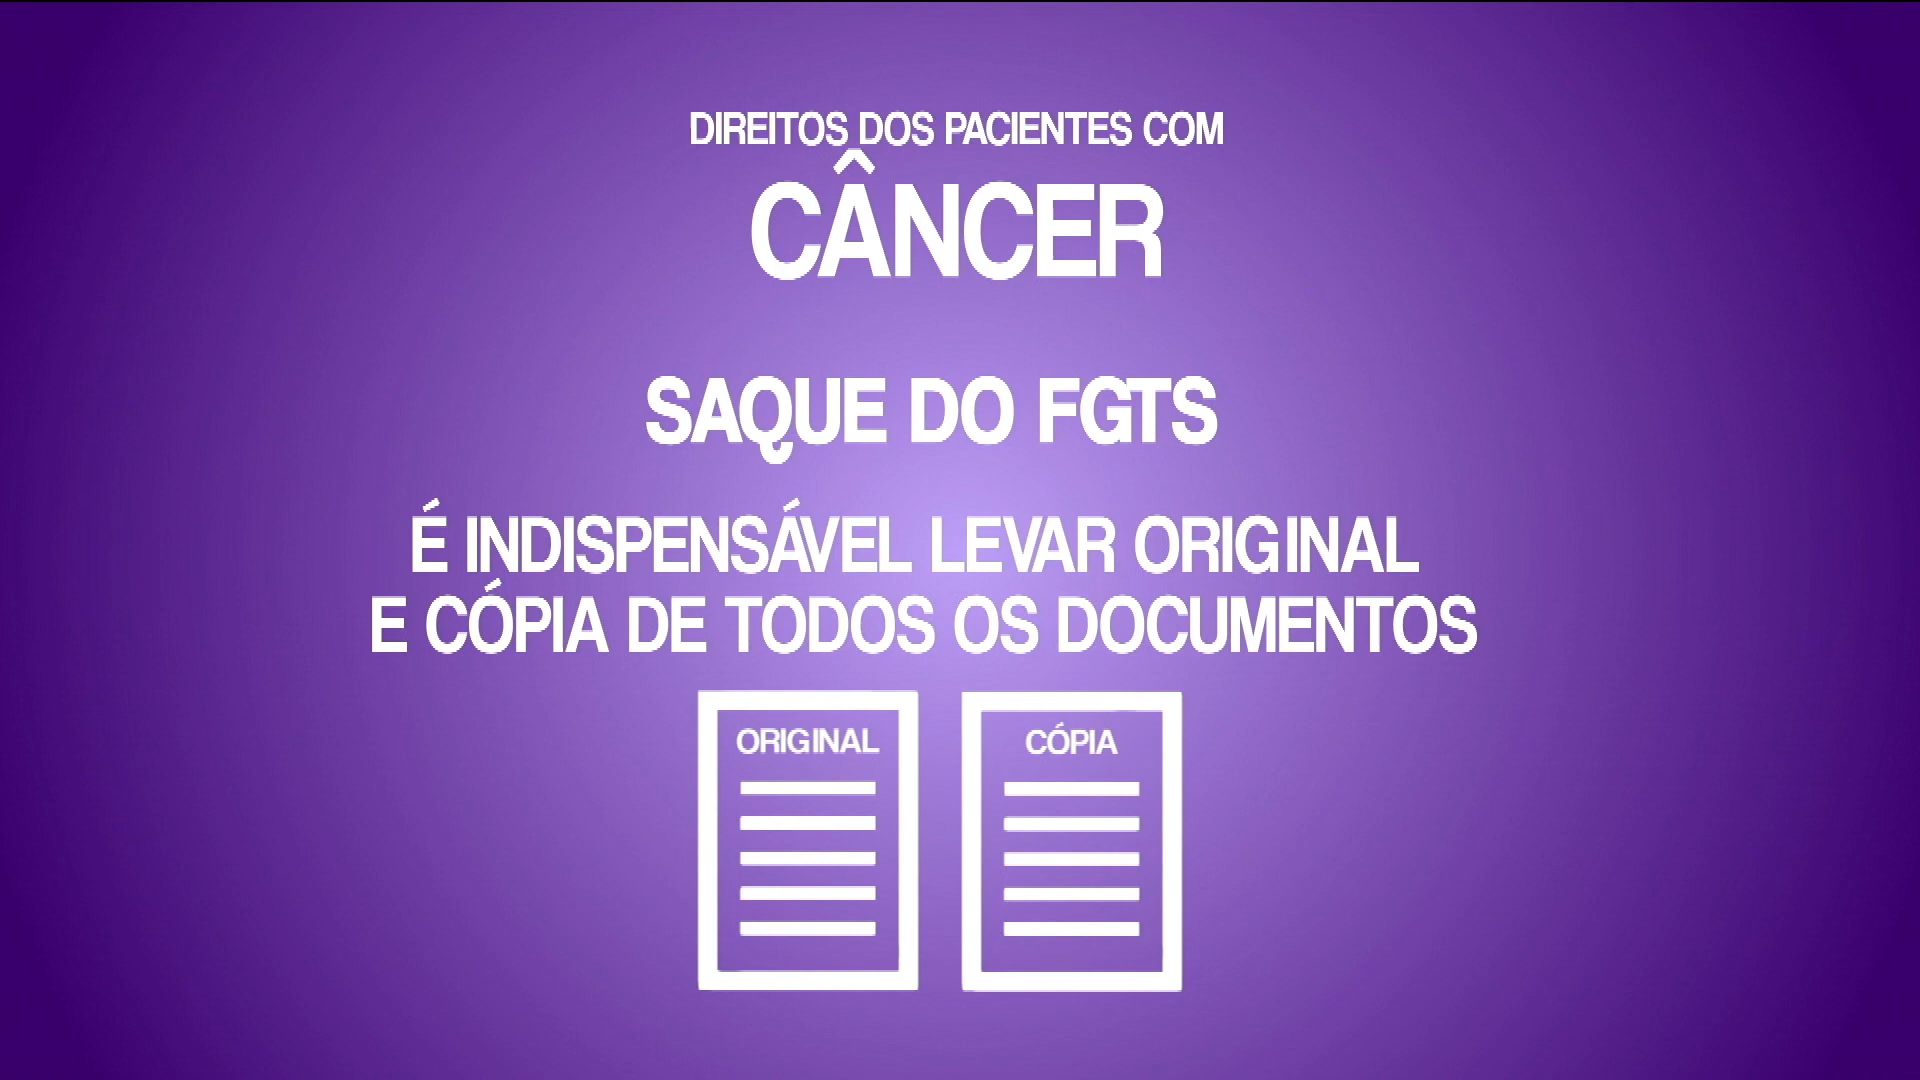 DIREITOS DOS PACIENTES COM
CÂNCER
SAQUE DO FGTS
É INDISPENSÁVEL LEVAR ORIGINAL
E CÓPIA DE TODOS OS DOCUMENTOS
ORIGINAL
CÓPIA